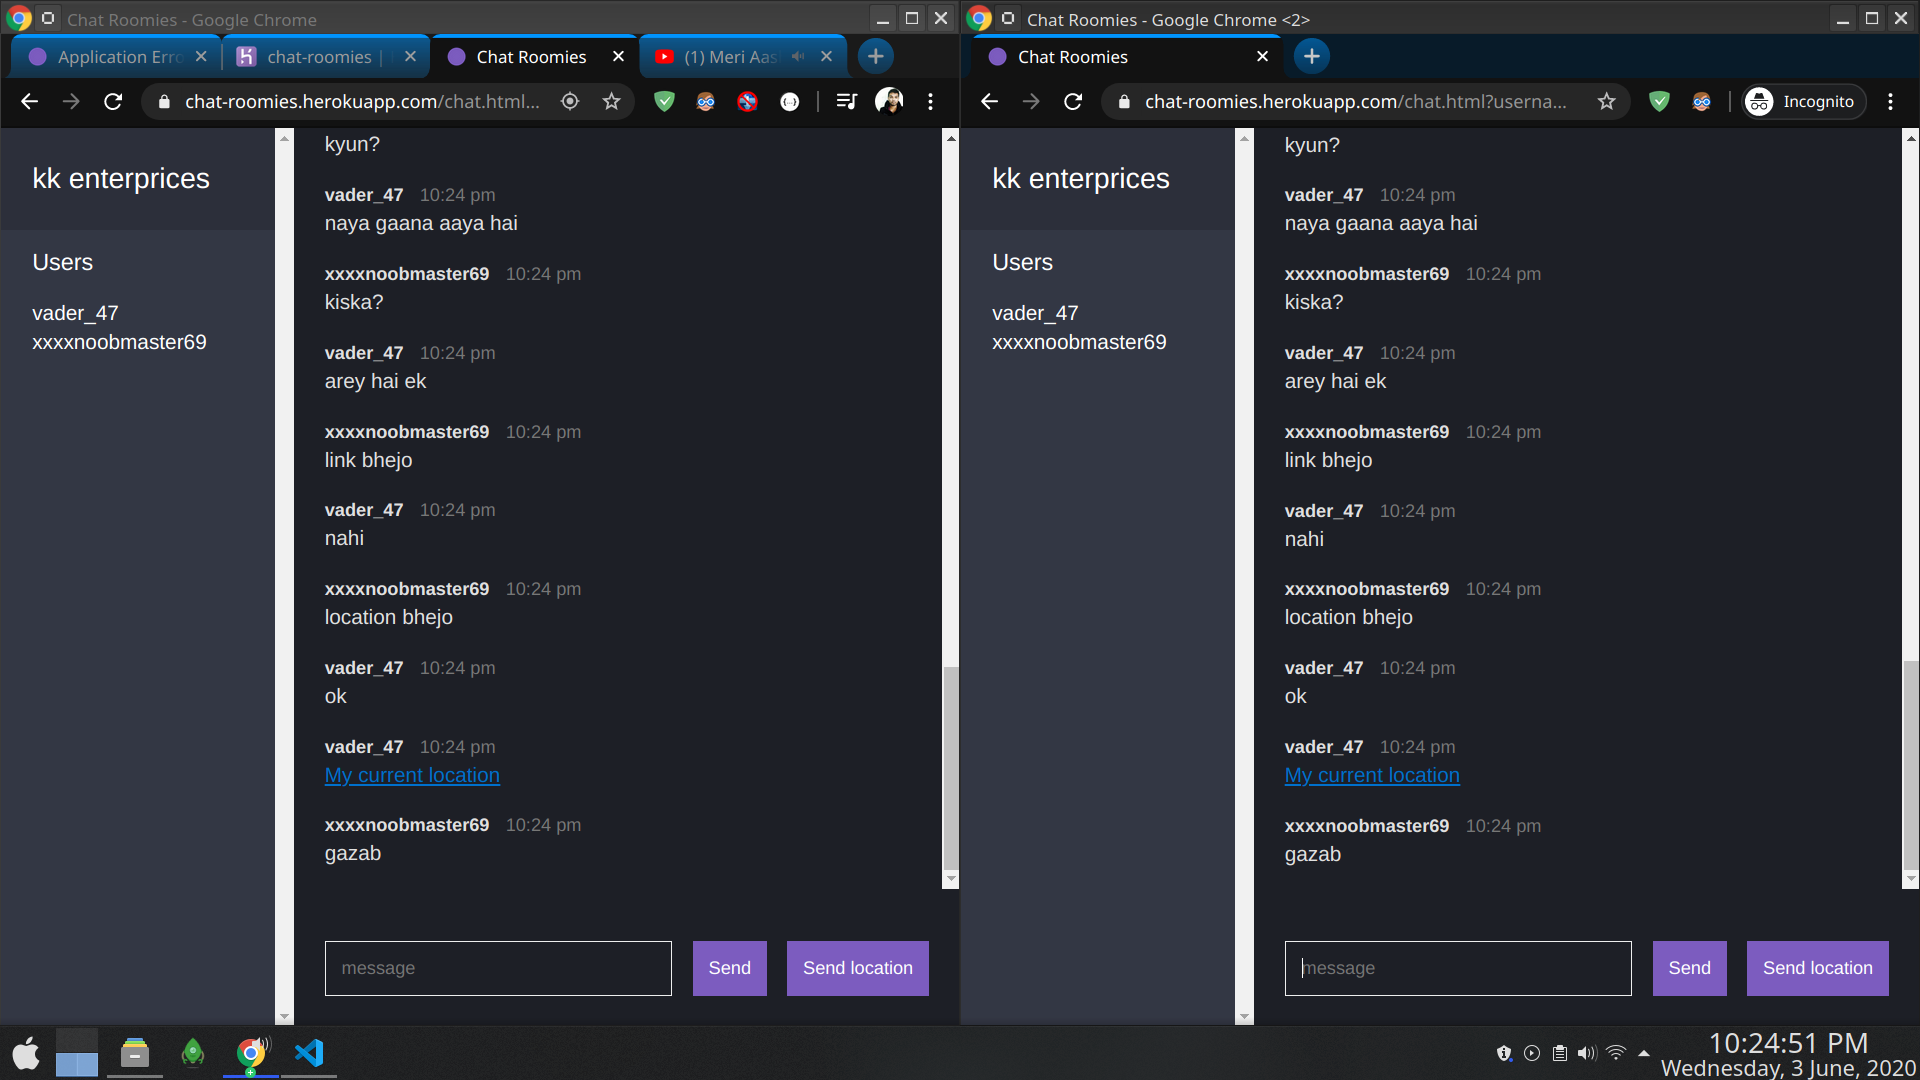 Chat Roomies - Google Chrome
Application Erro
chat-roomies |
Chat Roomies
(1) Meri Aas
chat-roomies.herokuapp.com/chat.html...
kk enterprices
Users
vader_47
xxxxnoobmaster69
kyun?
vader_47 10:24 pm
naya gaana aaya hai
xxxxnoobmaster69 10:24 pm
kiska?
vader_47 10:24 pm
arey hai ek
xxxxnoobmaster69 10:24 pm
link bhejo
vader_47 10:24 pm
nahi
xxxxnoobmaster69 10:24 pm
location bhejo
vader_47 10:24 pm
ok
vader_47 10:24 pm
My current location
xxxxnoobmaster69 10:24 pm
gazab
message
Send
Send location
Chat Roomies - Google Chrome <2>
Chat Roomies
chat-roomies.herokuapp.com/chat.html?userna...
Incognito
kk enterprices
Users
vader_47
xxxxnoobmaster69
kyun?
vader_47 10:24 pm
naya gaana aaya hai
xxxxnoobmaster69 10:24 pm
kiska?
vader_47 10:24 pm
arey hai ek
xxxxnoobmaster69 10:24 pm
link bhejo
vader_47 10:24 pm
nahi
xxxxnoobmaster69 10:24 pm
location bhejo
vader_47 10:24 pm
ok
vader_47 10:24 pm
My current location
xxxxnoobmaster69 10:24 pm
gazab
message
Send
Send location
10:24:51 PM
Wednesday, 3 June, 2020